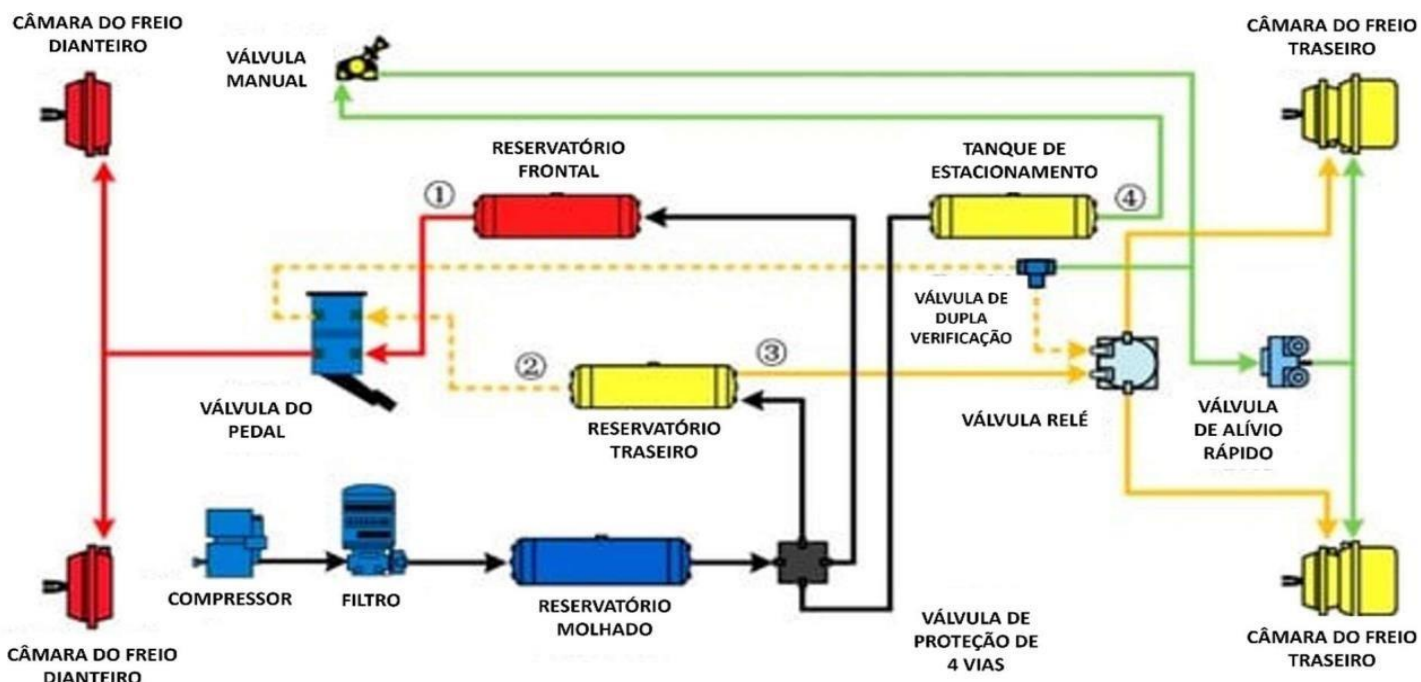 CÂMARA DO FREIO
DIANTEIRO
VÁLVULA
MANUAL
CÂMARA DO FREIO
TRASEIRO
RESERVATÓRIO
FRONTAL
TANQUE DE
ESTACIONAMENTO
①
④
VÁLVULA DE
DUPLA
VERIFICAÇÃO
②
③
VÁLVULA DO
PEDAL
RESERVATÓRIO
TRASEIRO
VÁLVULA RELÉ
VÁLVULA
DE ALÍVIO
RÁPIDO
COMPRESSOR
FILTRO
RESERVATÓRIO
MOLHADO
VÁLVULA DE
PROTEÇÃO DE
4 VIAS
CÂMARA DO FREIO
DIANTEIRO
CÂMARA DO FREIO
TRASEIRO